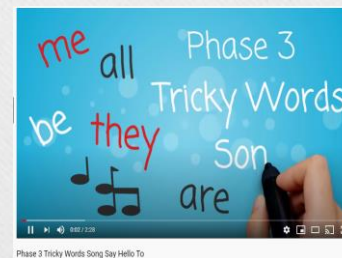 me
all
Phase 3
Tricky Words
be
they
Son
are
0:02 / 2:28
Phase 3 Tricky Words Song Say Hello To